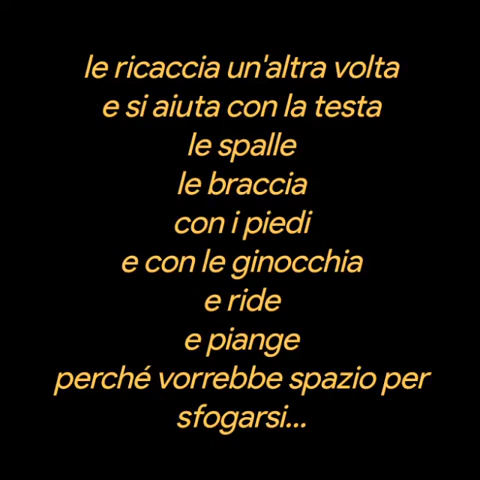 le ricaccia un'altra volta
e si aiuta con la testa
le spalle
le braccia
con i piedi
e con le ginocchia
e ride
e piange
perché vorrebbe spazio per
sfogarsi...